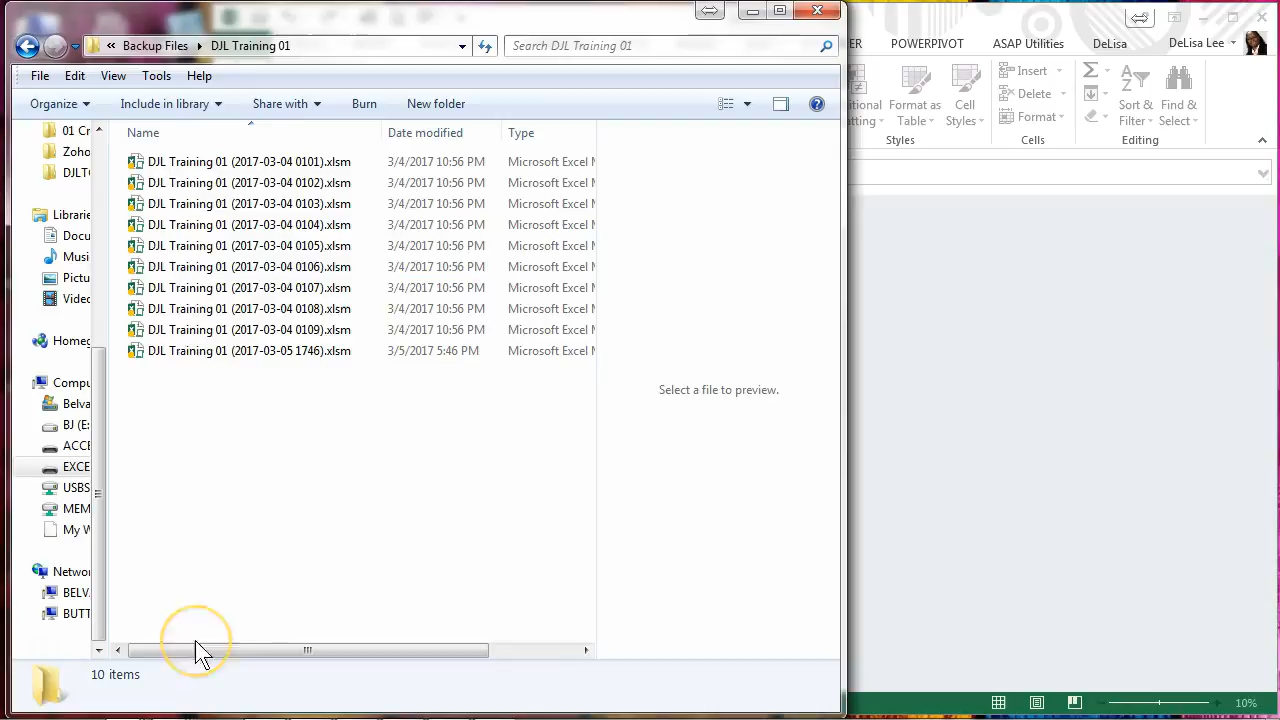 « Backup Files ▸ DJL Training 01
Search DJL Training 01
File Edit View Tools Help
Organize Include in library Share with Burn New folder
Name Date modified Type
DJL Training 01 (2017-03-04 0101).xlsm 3/4/2017 10:56 PM Microsoft Excel M
DJL Training 01 (2017-03-04 0102).xlsm 3/4/2017 10:56 PM Microsoft Excel M
DJL Training 01 (2017-03-04 0103).xlsm 3/4/2017 10:56 PM Microsoft Excel M
DJL Training 01 (2017-03-04 0104).xlsm 3/4/2017 10:56 PM Microsoft Excel M
DJL Training 01 (2017-03-04 0105).xlsm 3/4/2017 10:56 PM Microsoft Excel M
DJL Training 01 (2017-03-04 0106).xlsm 3/4/2017 10:56 PM Microsoft Excel M
DJL Training 01 (2017-03-04 0107).xlsm 3/4/2017 10:56 PM Microsoft Excel M
DJL Training 01 (2017-03-04 0108).xlsm 3/4/2017 10:56 PM Microsoft Excel M
DJL Training 01 (2017-03-04 0109).xlsm 3/4/2017 10:56 PM Microsoft Excel M
DJL Training 01 (2017-03-05 1746).xlsm 3/5/2017 5:46 PM Microsoft Excel M
01 Cr
Zoho
DJLT
Librarie
Docu
Musi
Pictu
Video
Homeg
Compu
Belva
BJ (E:
ACCE
EXCE
USBS
MEM
My W
Netwo
BELV
BUTT
Select a file to preview.
10 items
ER POWERPIVOT ASAP Utilities DeLisa DeLisa Lee
itional
atting
Format as
Table
Cell
Styles
Styles
Insert
Delete
Format
Cells
Sort &
Filter
Find &
Select
Editing
10%